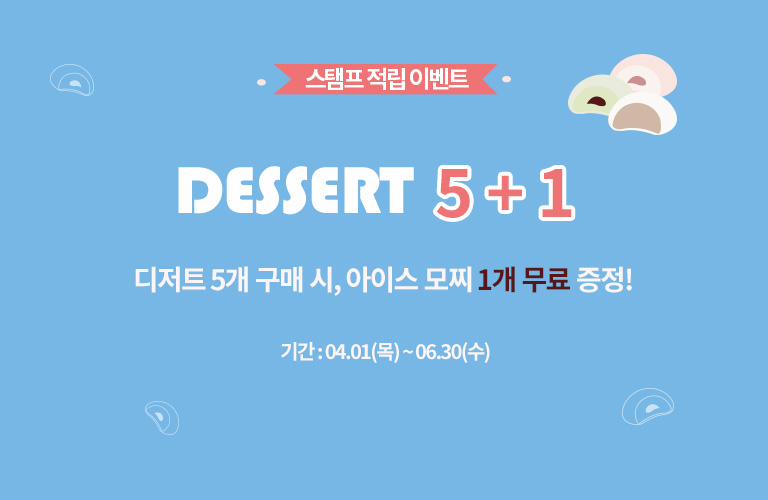 스탬프 적립 이벤트
DESSERT 5+1
디저트 5개 구매 시, 아이스 모찌 1개 무료 증정!
기간 : 04.01(목) ~ 06.30(수)